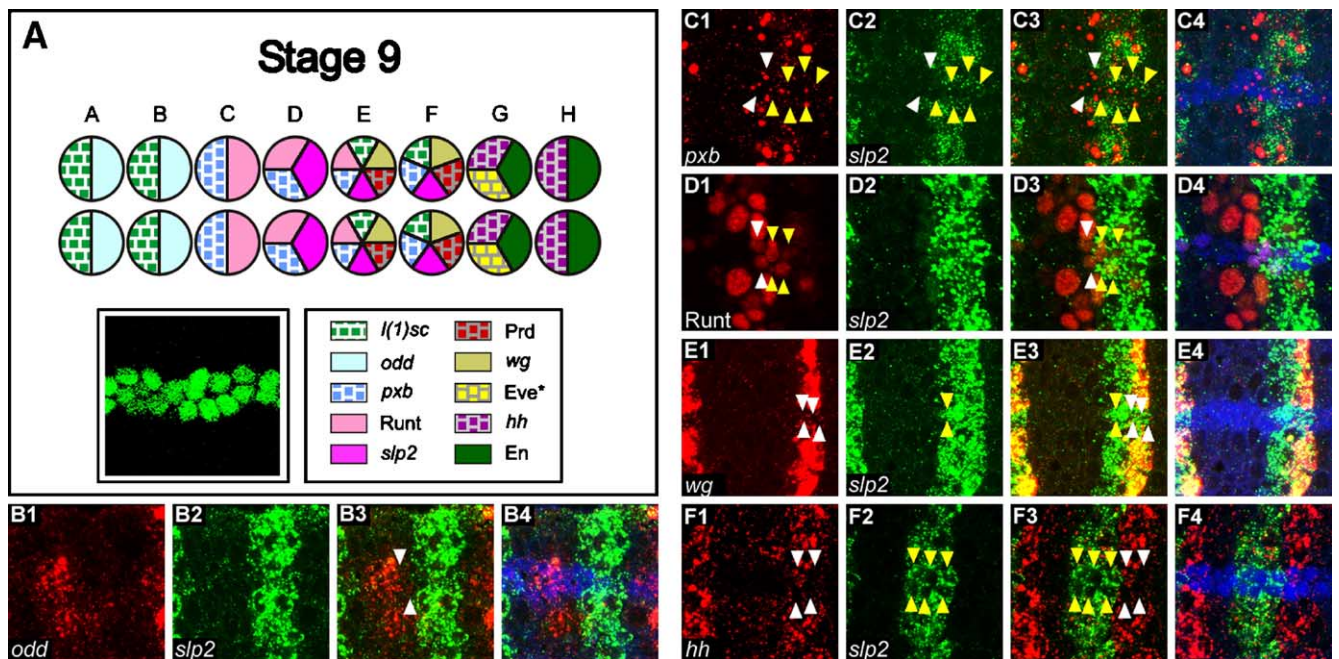 A
Stage 9
A B C D E F G H
l(1)sc Prd
odd wg
pxb Eve*
Runt hh
slp2 En
B1 B2 B3 B4
odd slp2
C1 C2 C3 C4
pxb slp2
D1 D2 D3 D4
Runt slp2
E1 E2 E3 E4
wg slp2
F1 F2 F3 F4
hh slp2